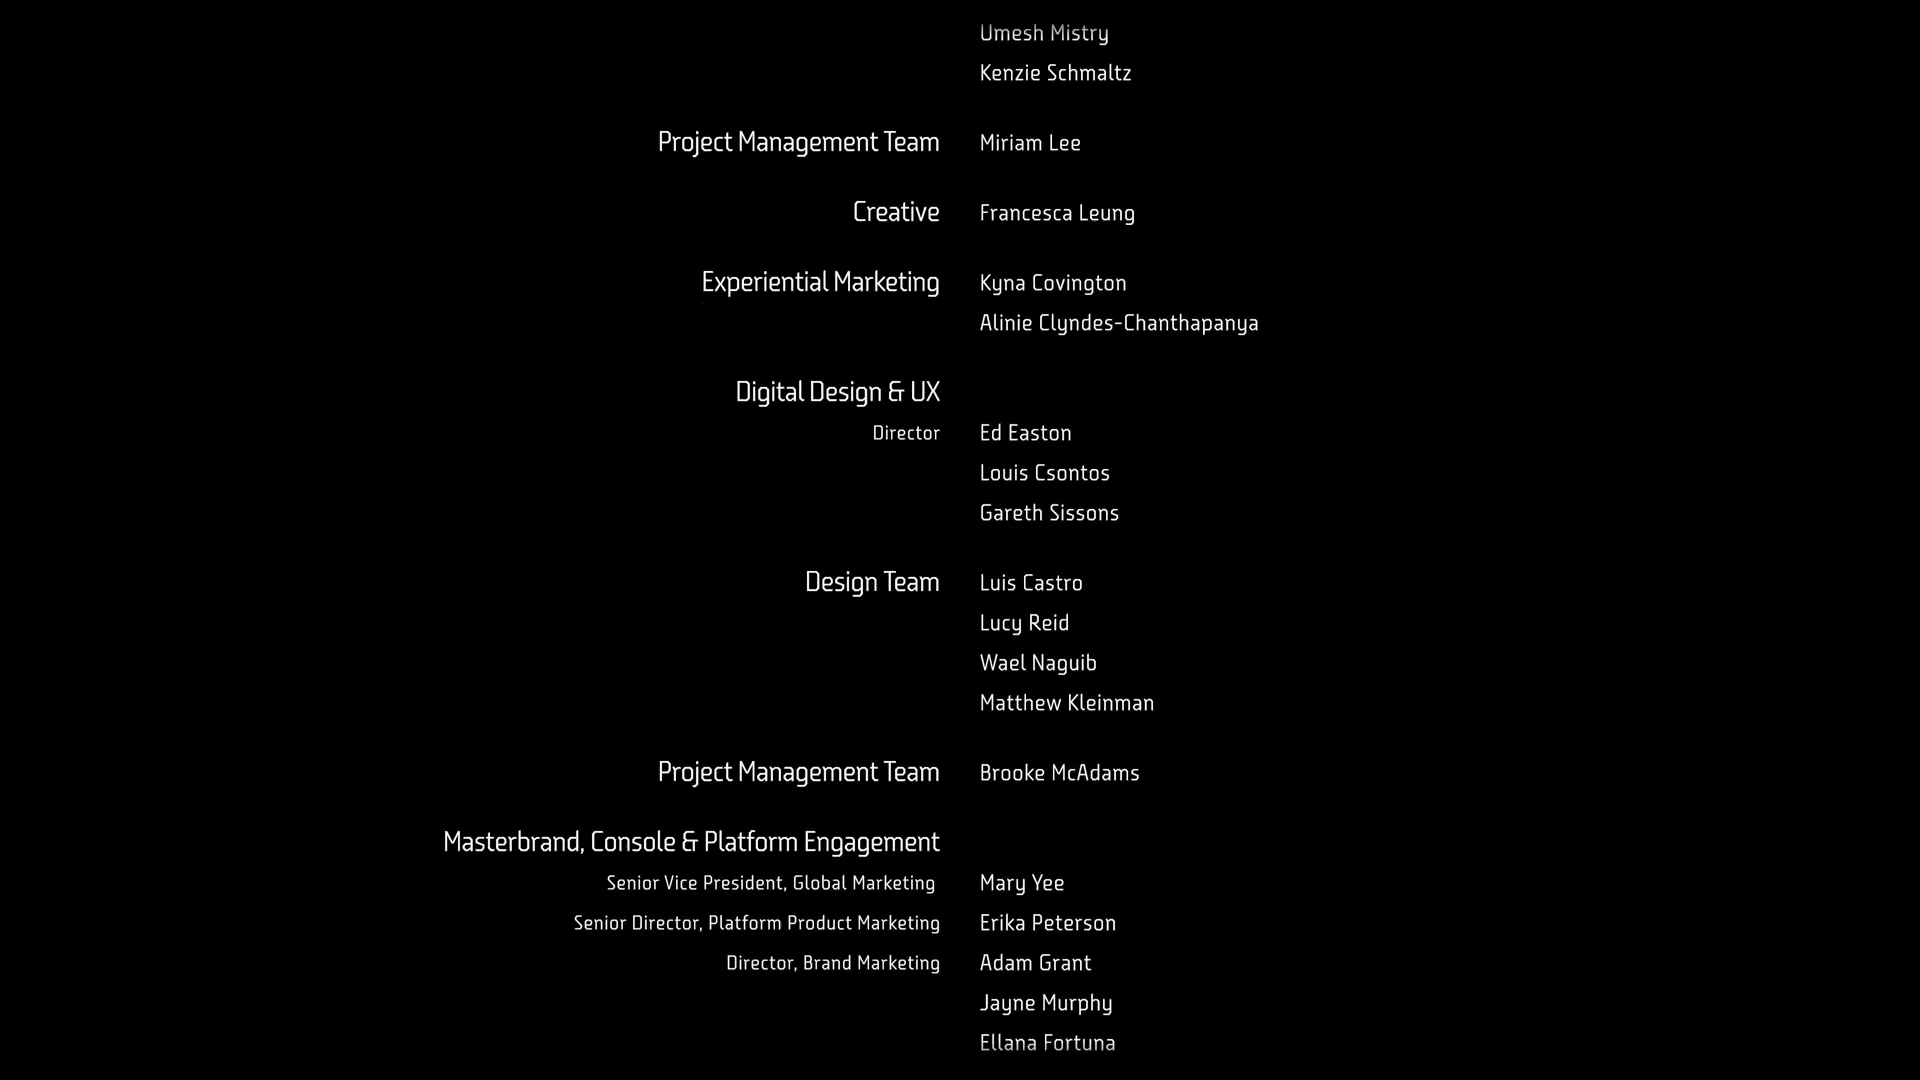 Umesh Mistry
Kenzie Schmaltz
Project Management Team Miriam Lee
Creative Francesca Leung
Experiential Marketing Kyna Covington
Alinie Clyndes-Chanthapanya
Digital Design & UX
Director Ed Easton
Louis Csontos
Gareth Sissons
Design Team Luis Castro
Lucy Reid
Wael Naguib
Matthew Kleinman
Project Management Team Brooke McAdams
Masterbrand, Console & Platform Engagement
Senior Vice President, Global Marketing Mary Yee
Senior Director, Platform Product Marketing Erika Peterson
Director, Brand Marketing Adam Grant
Jayne Murphy
Ellana Fortuna